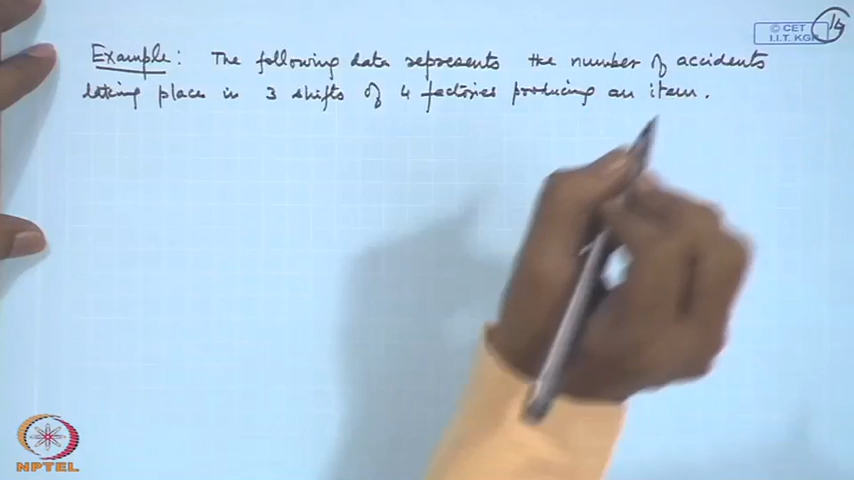 © CET
I.I.T. KGP
14
Example: The following data represents the number of accidents
taking place in 3 shifts of 4 factories producing an item.
NPTEL